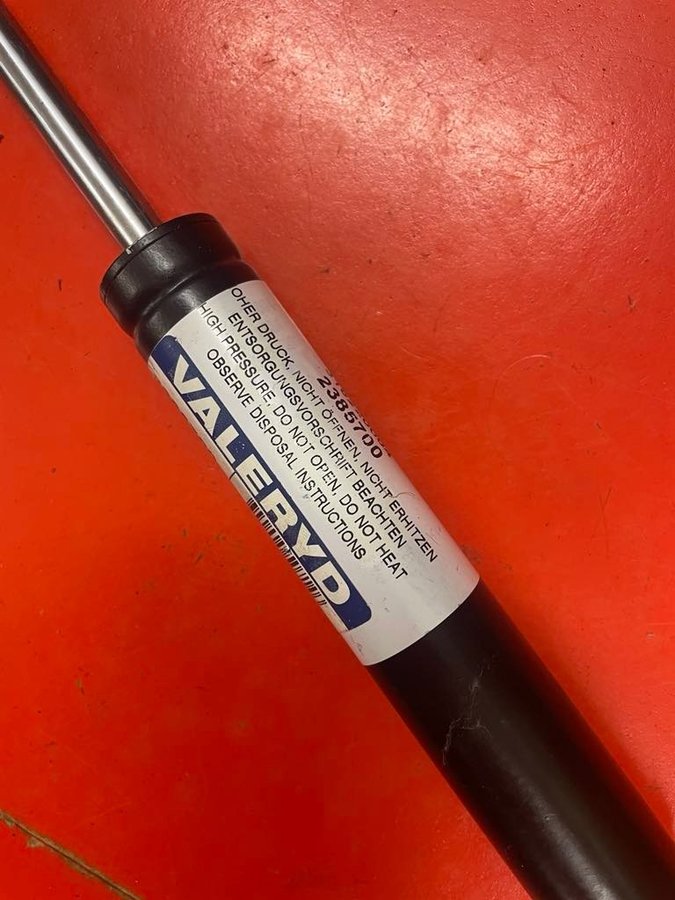 2385700
OHER DRUCK, NICHT ÖFFNEN, NICHT ERHITZEN
ENTSORGUNGSVORSCHRIFT BEACHTEN
HIGH PRESSURE, DO NOT OPEN, DO NOT HEAT
OBSERVE DISPOSAL INSTRUCTIONS
VALERYD